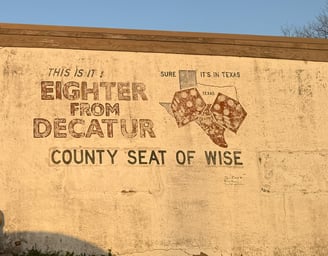 THIS IS IT !
EIGHTER
FROM
DECATUR
SURE IT'S IN TEXAS
TEXAS
COUNTY SEAT OF WISE